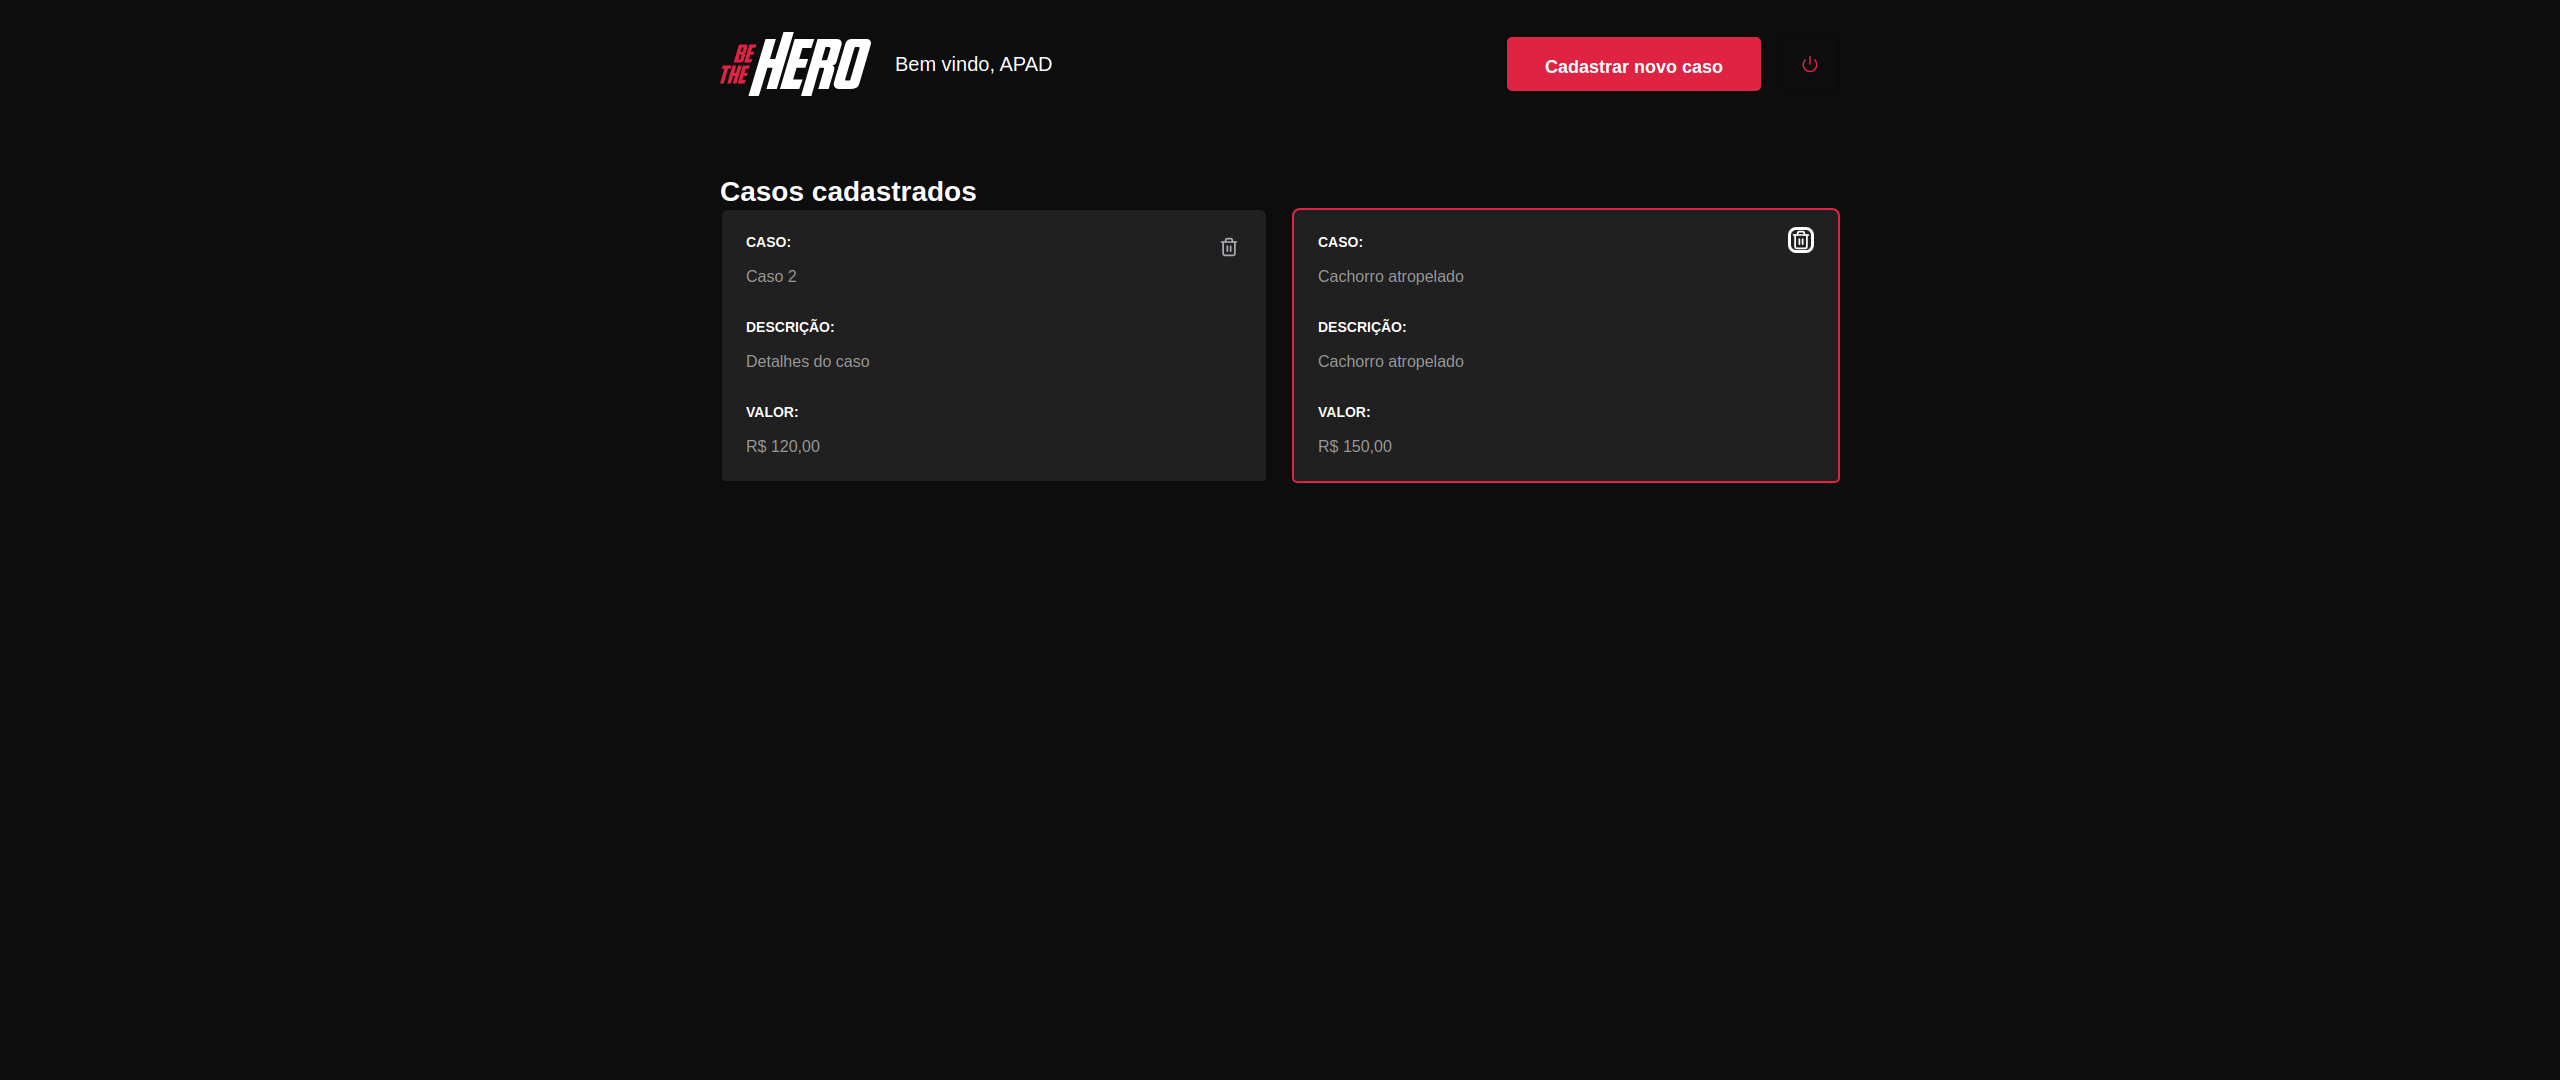 BE
THE HERO
Bem vindo, APAD
Cadastrar novo caso
Casos cadastrados
CASO:
Caso 2
DESCRIÇÃO:
Detalhes do caso
VALOR:
R$ 120,00
CASO:
Cachorro atropelado
DESCRIÇÃO:
Cachorro atropelado
VALOR:
R$ 150,00